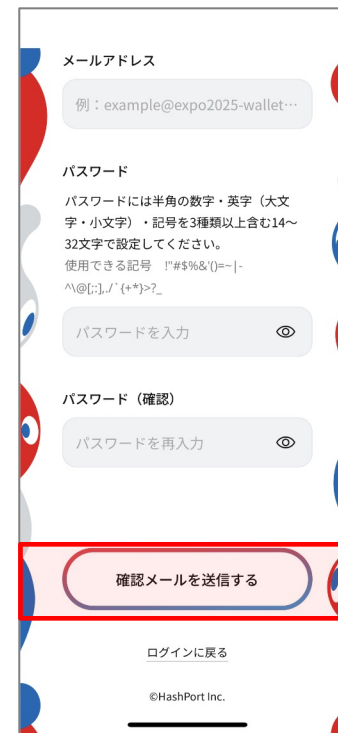 メールアドレス
例：example@expo2025-wallet…
パスワード
パスワードには半角の数字・英字（大文
字・小文字）・記号を3種類以上含む14～
32文字で設定してください。
使用できる記号　!"#$%&'()=~|-
^\@[;:],./`{+*}>?_
パスワードを入力
パスワード（確認）
パスワードを再入力
確認メールを送信する
ログインに戻る
©HashPort Inc.